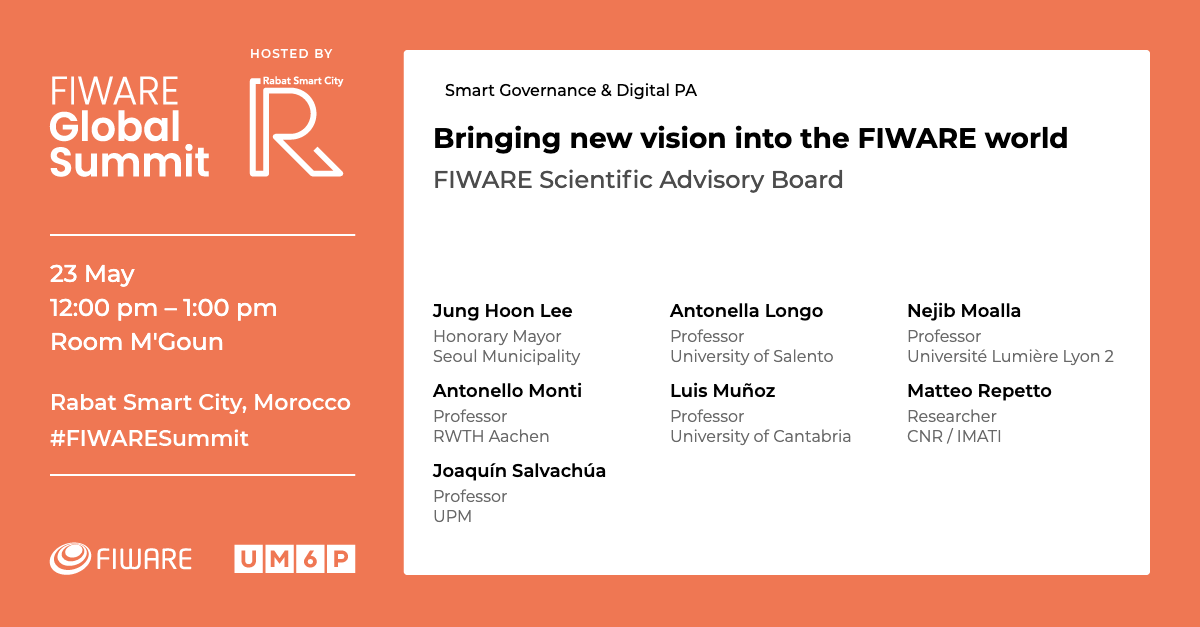 HOSTED BY
FIWARE
Global
Summit
Rabat Smart City
R
23 May
12:00 pm – 1:00 pm
Room M'Goun
Rabat Smart City, Morocco
#FIWARESummit
FIWARE
UM6P
Smart Governance & Digital PA
Bringing new vision into the FIWARE world
FIWARE Scientific Advisory Board
Jung Hoon Lee
Honorary Mayor
Seoul Municipality
Antonella Longo
Professor
University of Salento
Nejib Moalla
Professor
Université Lumière Lyon 2
Antonello Monti
Professor
RWTH Aachen
Luis Muñoz
Professor
University of Cantabria
Matteo Repetto
Researcher
CNR / IMATI
Joaquín Salvachúa
Professor
UPM